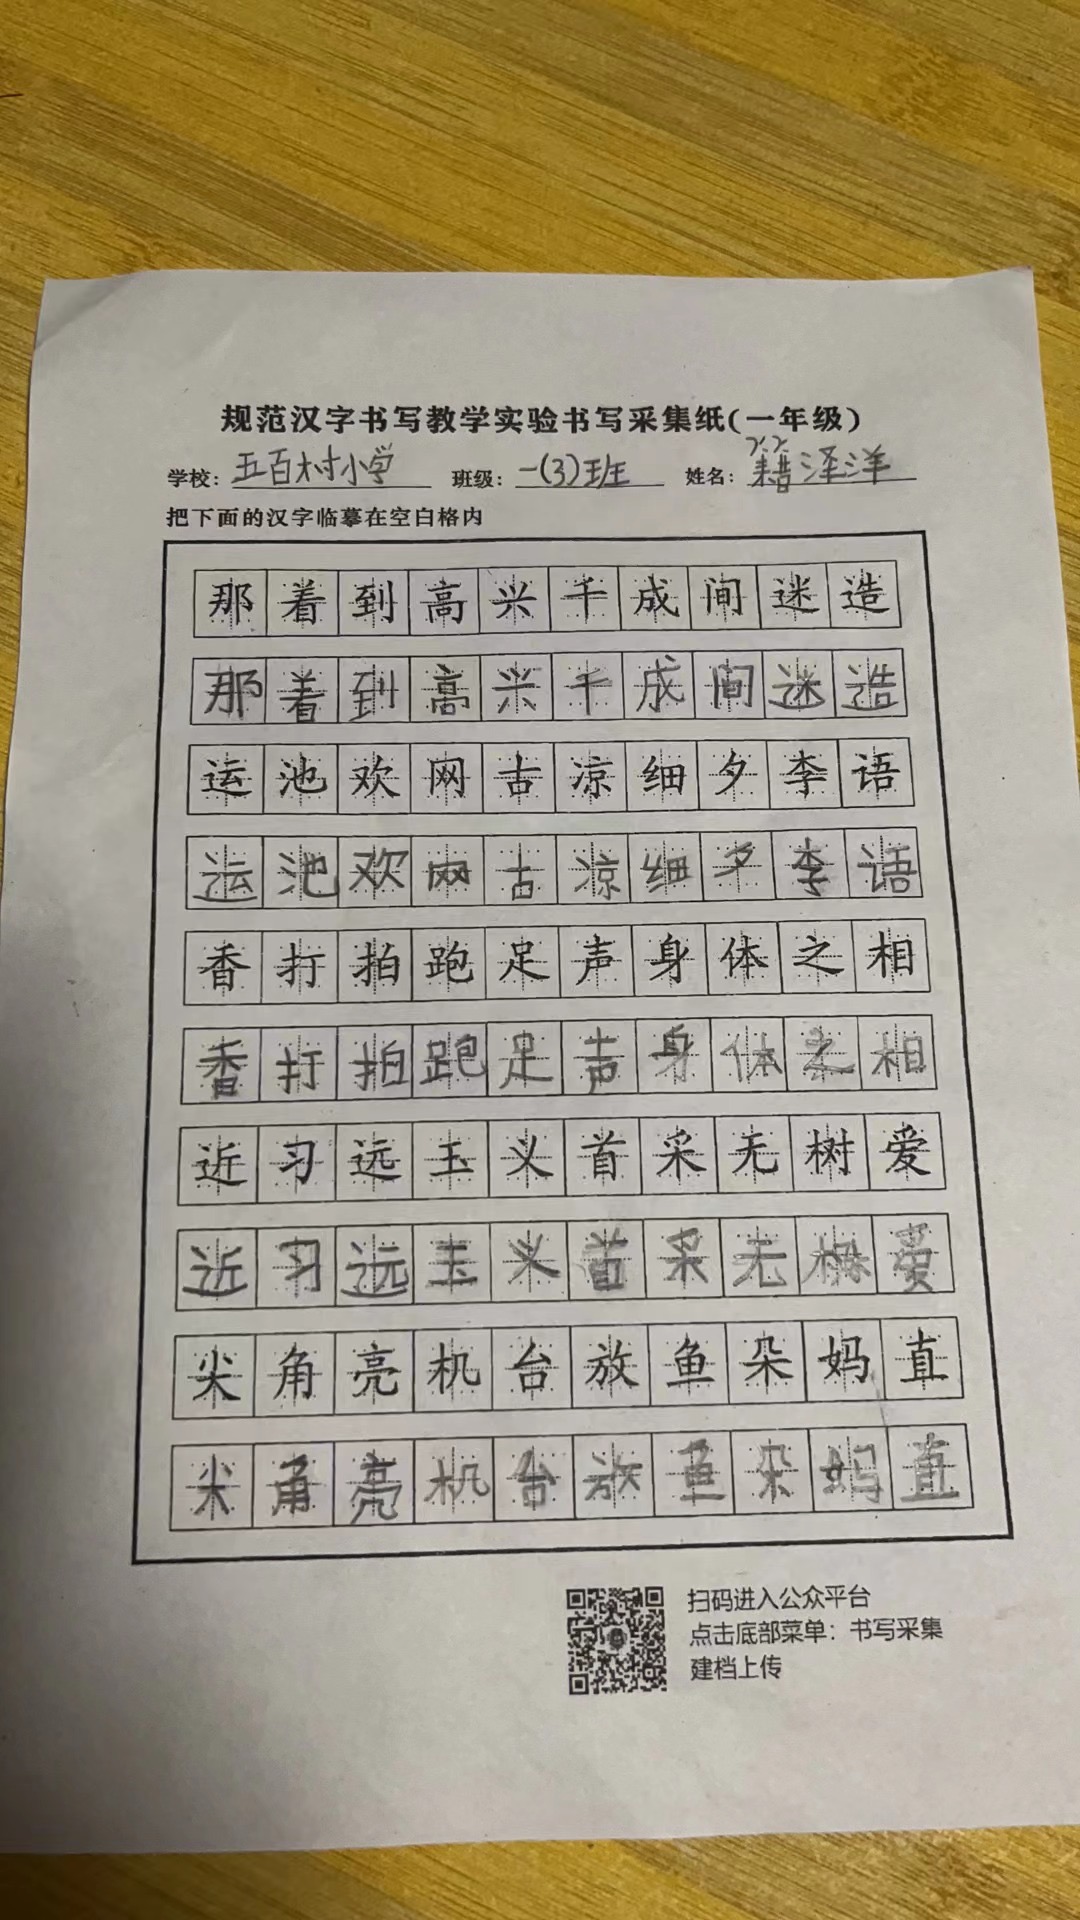 规范汉字书写教学实验书写采集纸(一年级)
学校: 五百村小学 班级: 一(3)班 姓名: 籍泽洋
把下面的汉字临摹在空白格内
那着到高兴千成间迷造
那着到高兴千成间迷造
运池欢网古凉细夕李语
运池欢网古凉细夕李语
香打拍跑足声身体之相
香打拍跑足声身体之相
近习远玉义首采无树爱
近习远玉义首采无树爱
尖角亮机台放鱼朵妈直
尖角亮机台放鱼朵妈直
扫码进入公众平台
点击底部菜单：书写采集
建档上传